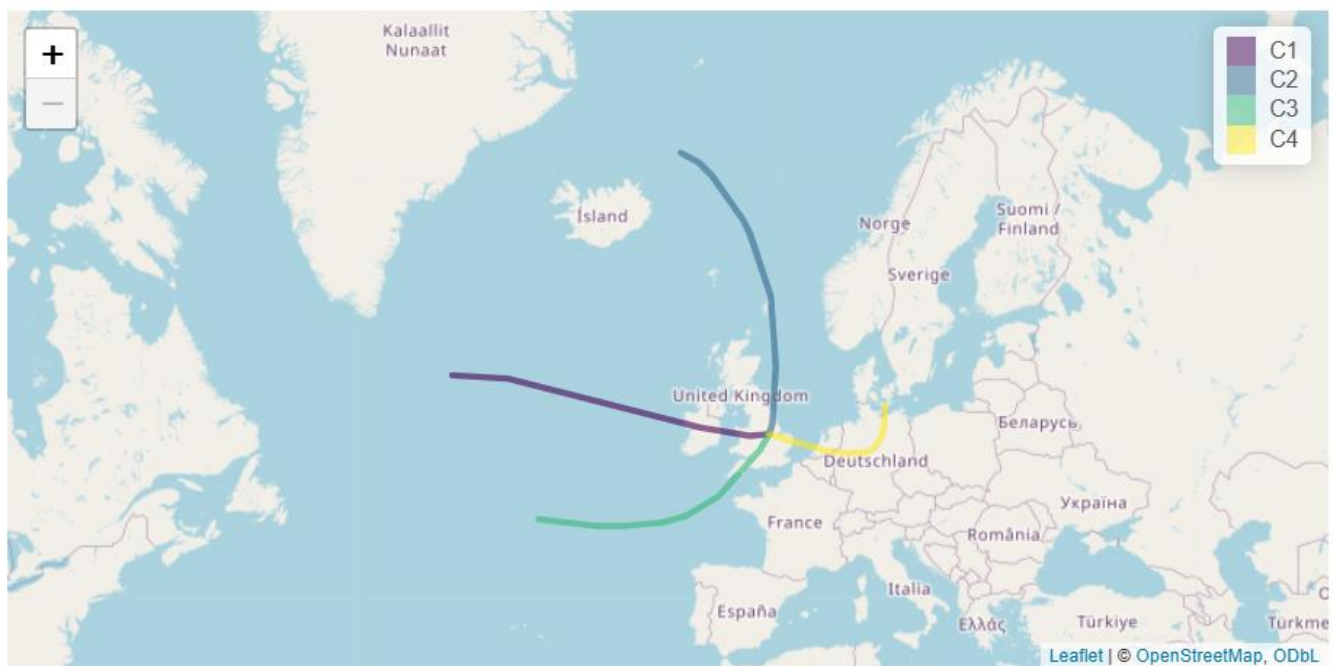 Kalaallit
Nunaat
+
−
C1
C2
C3
C4
Ísland
Norge
Suomi /
Finland
Sverige
United Kingdom
Беларусь
Deutschland
Україна
France
România
Italia
España
Ελλάς
Türkiye
Türkme
Leaflet | © OpenStreetMap, ODbL